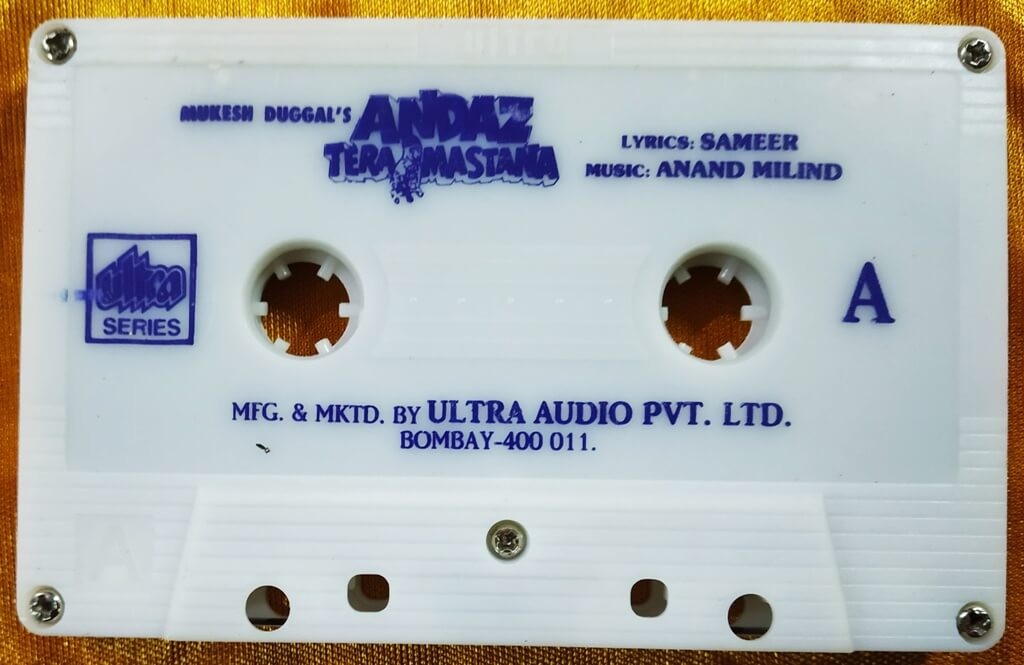 MUKESH DUGGAL'S
ANDAZ
TERA MASTANA
LYRICS: SAMEER
MUSIC: ANAND MILIND
ultra
SERIES
A
MFG. & MKTD. BY ULTRA AUDIO PVT. LTD.
BOMBAY-400 011.
A